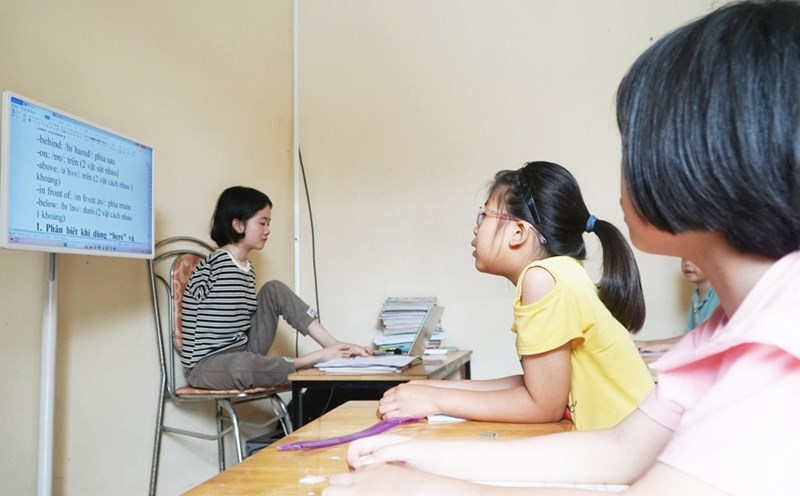 -behind: /bɪˈhaɪnd/: phía sau
-on: /ɒn/: trên (2 vật sát nhau)
-above: /əˈbʌv/: trên (2 vật cách nhau 1
khoảng)
-in front of: /ɪn frʌnt əv/: phía trước
-below: /bɪˈləʊ/: dưới (2 vật cách nhau
1 khoảng)
1. Phân biệt khi dùng "here" và